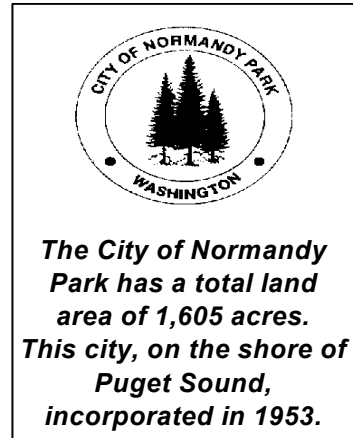 CITY OF NORMANDY PARK
WASHINGTON
The City of Normandy
Park has a total land
area of 1,605 acres.
This city, on the shore of
Puget Sound,
incorporated in 1953.